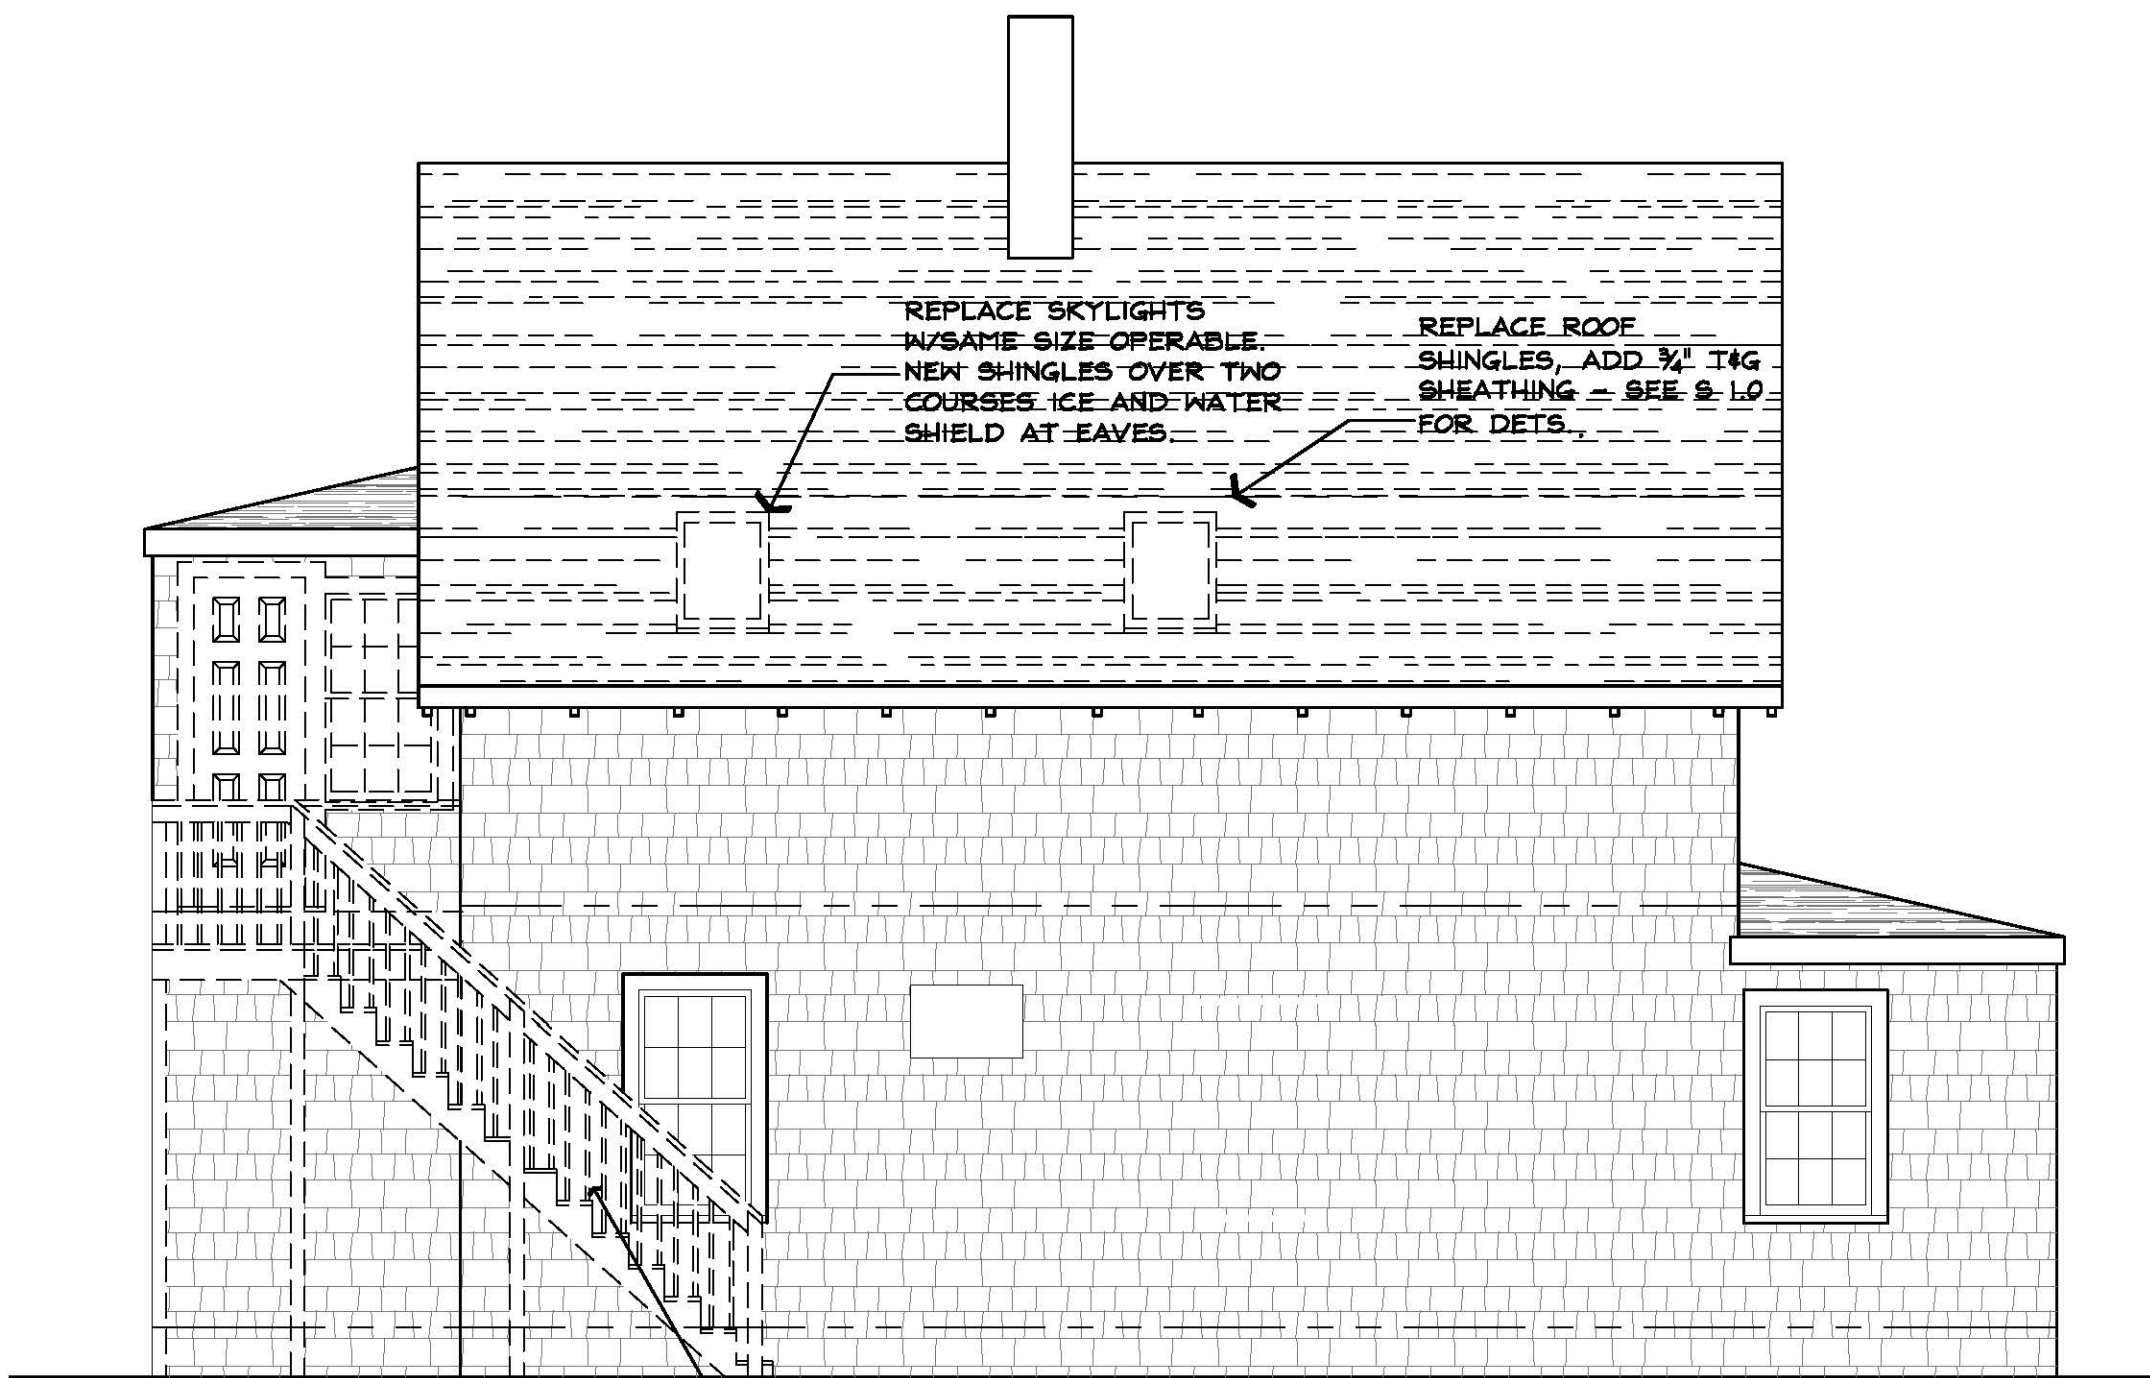 REPLACE SKYLIGHTS
W/SAME SIZE OPERABLE.
NEW SHINGLES OVER TWO
COURSES ICE AND WATER
SHIELD AT EAVES.
REPLACE ROOF
SHINGLES, ADD ¾" T&G
SHEATHING - SEE S 1.0
FOR DETS..